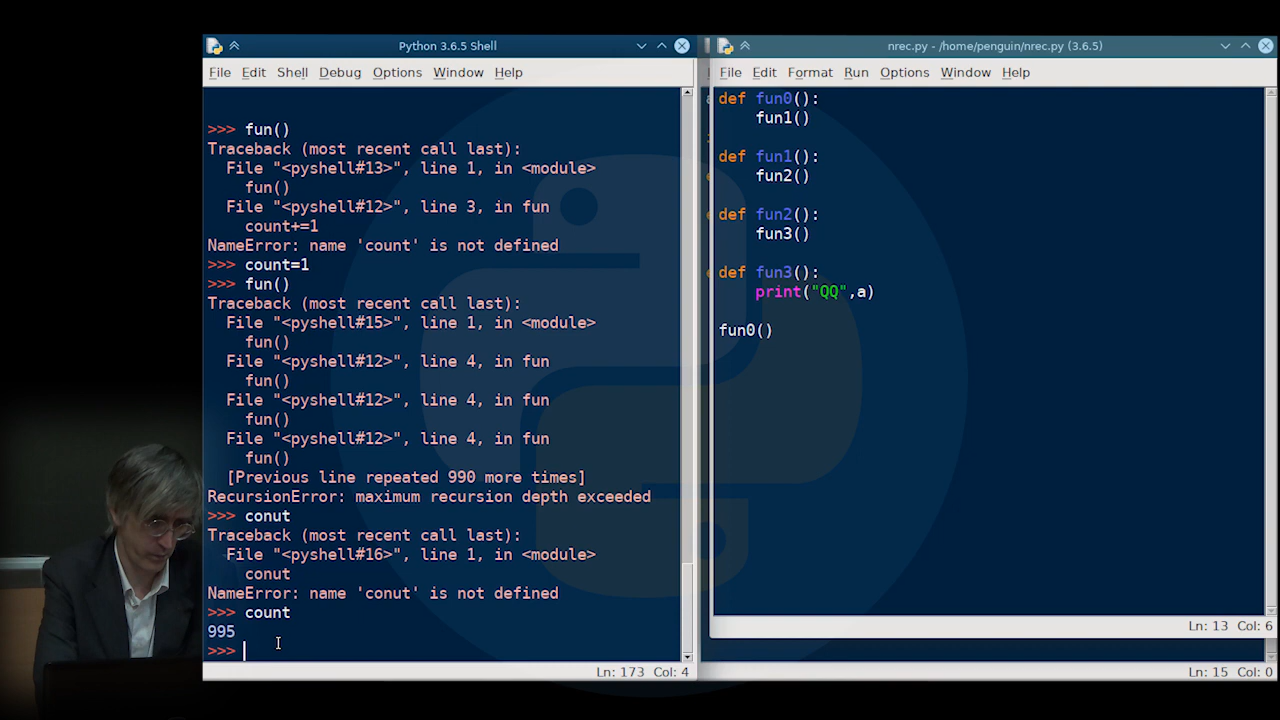 Python 3.6.5 Shell
File Edit Shell Debug Options Window Help
>>> fun()
Traceback (most recent call last):
File "<pyshell#13>", line 1, in <module>
fun()
File "<pyshell#12>", line 3, in fun
count+=1
NameError: name 'count' is not defined
>>> count=1
>>> fun()
Traceback (most recent call last):
File "<pyshell#15>", line 1, in <module>
fun()
File "<pyshell#12>", line 4, in fun
fun()
File "<pyshell#12>", line 4, in fun
fun()
File "<pyshell#12>", line 4, in fun
fun()
[Previous line repeated 990 more times]
RecursionError: maximum recursion depth exceeded
>>> conut
Traceback (most recent call last):
File "<pyshell#16>", line 1, in <module>
conut
NameError: name 'conut' is not defined
>>> count
995
>>>
Ln: 173 Col: 4
nrec.py - /home/penguin/nrec.py (3.6.5)
File Edit Format Run Options Window Help
def fun0():
fun1()
def fun1():
fun2()
def fun2():
fun3()
def fun3():
print("QQ",a)
fun0()
Ln: 13 Col: 6
Ln: 15 Col: 0